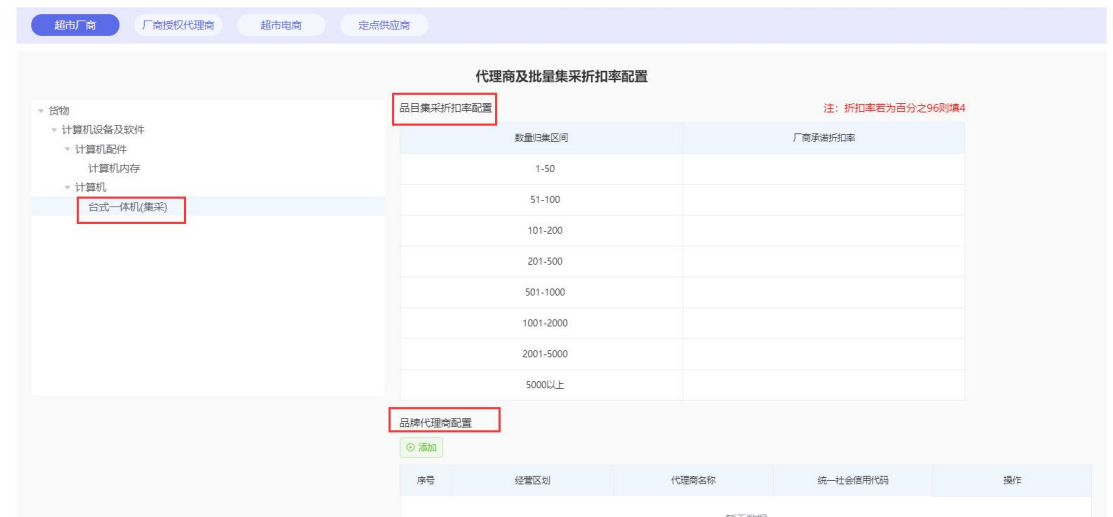 超市厂商 厂商授权代理商 超市电商 定点供应商
代理商及批量集采折扣率配置
货物
计算机设备及软件
计算机配件
计算机内存
计算机
台式一体机(集采)
品目集采折扣率配置 注：折扣率若为百分之96则填4
数量归集区间 厂商承诺折扣率
1-50
51-100
101-200
201-500
501-1000
1001-2000
2001-5000
5000以上
品牌代理商配置
添加
序号 经营区划 代理商名称 统一社会信用代码 操作